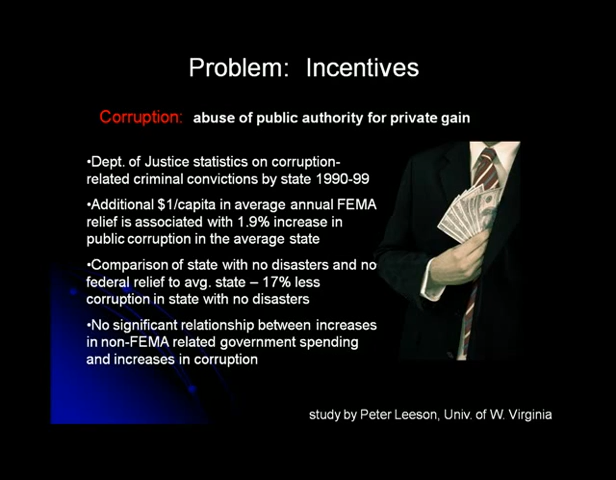 Problem: Incentives
Corruption: abuse of public authority for private gain
•Dept. of Justice statistics on corruption-
related criminal convictions by state 1990-99
•Additional $1/capita in average annual FEMA
relief is associated with 1.9% increase in
public corruption in the average state
•Comparison of state with no disasters and no
federal relief to avg. state – 17% less
corruption in state with no disasters
•No significant relationship between increases
in non-FEMA related government spending
and increases in corruption
study by Peter Leeson, Univ. of W. Virginia